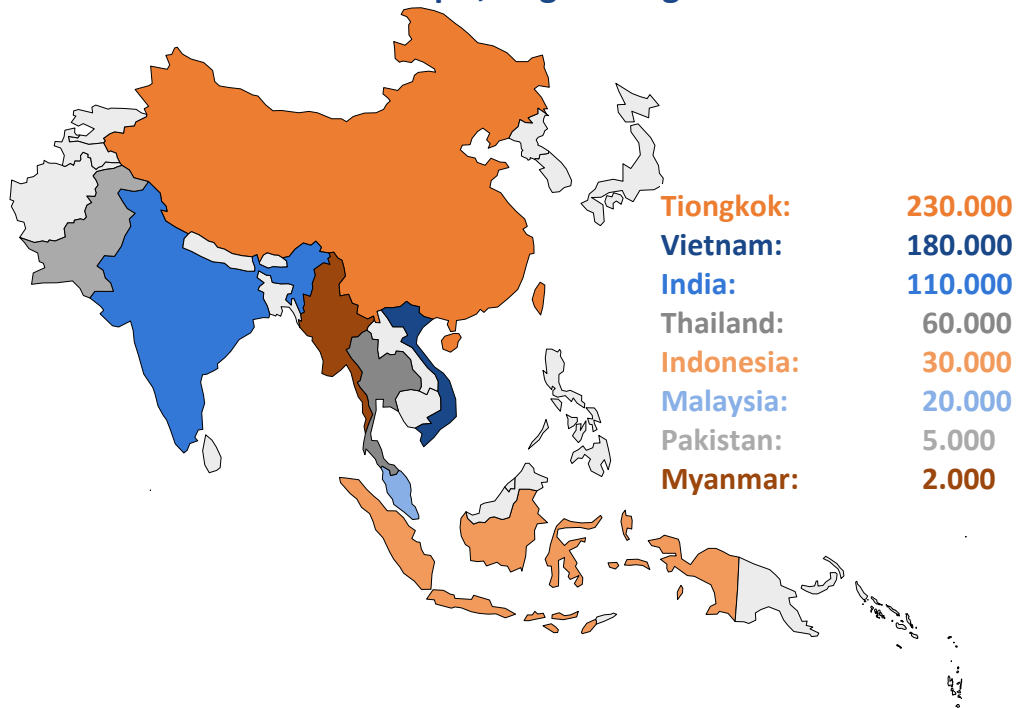 Tiongkok: 230.000
Vietnam: 180.000
India: 110.000
Thailand: 60.000
Indonesia: 30.000
Malaysia: 20.000
Pakistan: 5.000
Myanmar: 2.000